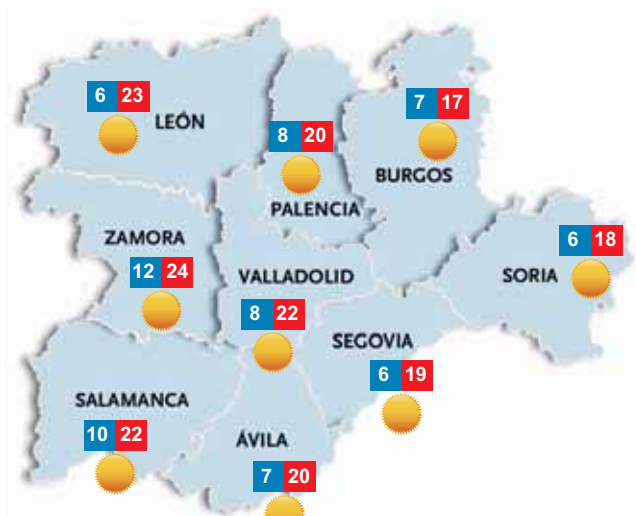 6 23
LEÓN
7 17
BURGOS
8 20
PALENCIA
ZAMORA
12 24
6 18
SORIA
VALLADOLID
8 22
SEGOVIA
6 19
SALAMANCA
10 22
ÁVILA
7 20